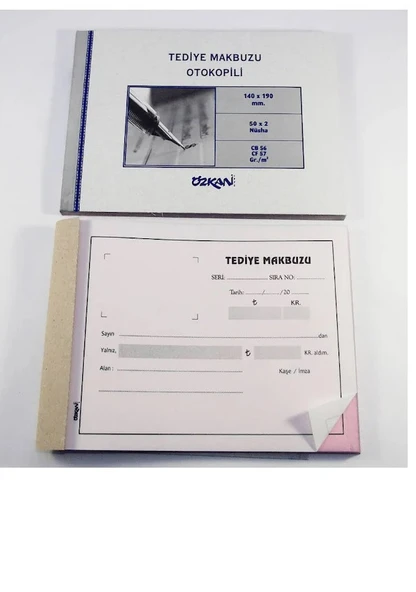 TEDİYE MAKBUZU
OTOKOPİLİ
140 x 190
mm.
50 x 2
Nüsha
CB 56
CF 57
Gr./m²
ÖZKAN
TEDİYE MAKBUZU
SERİ: SIRA NO:
Tarih: / /20
₺ KR.
Sayın dan
Yalnız, ₺ KR. aldım.
Alan : Kaşe / İmza
ÖZKAN